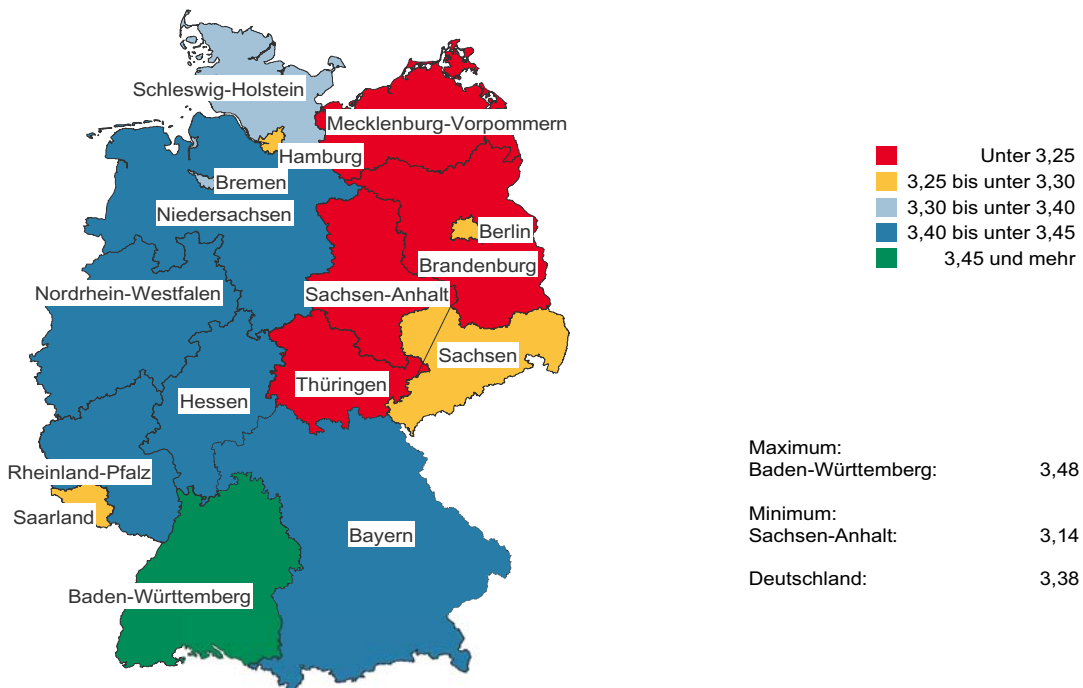 Schleswig-Holstein
Mecklenburg-Vorpommern
Hamburg
Bremen
Niedersachsen
Berlin
Brandenburg
Nordrhein-Westfalen
Sachsen-Anhalt
Sachsen
Thüringen
Hessen
Rheinland-Pfalz
Saarland
Bayern
Baden-Württemberg
Unter 3,25
3,25 bis unter 3,30
3,30 bis unter 3,40
3,40 bis unter 3,45
3,45 und mehr
Maximum:
Baden-Württemberg: 3,48
Minimum:
Sachsen-Anhalt: 3,14
Deutschland: 3,38